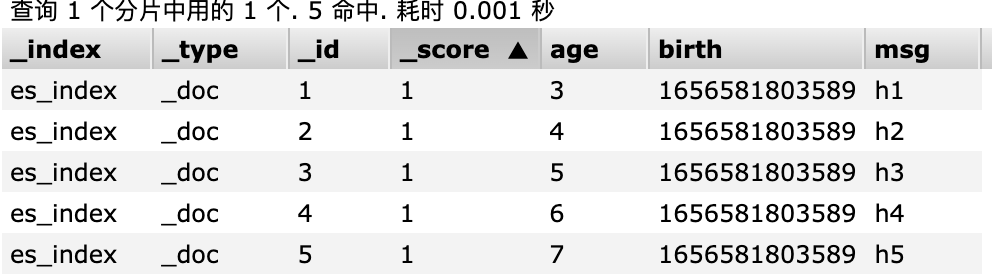 查询 1 个分片中用的 1 个. 5 命中. 耗时 0.001 秒
_index _type _id _score ▲ age birth msg
es_index _doc 1 1 3 1656581803589 h1
es_index _doc 2 1 4 1656581803589 h2
es_index _doc 3 1 5 1656581803589 h3
es_index _doc 4 1 6 1656581803589 h4
es_index _doc 5 1 7 1656581803589 h5